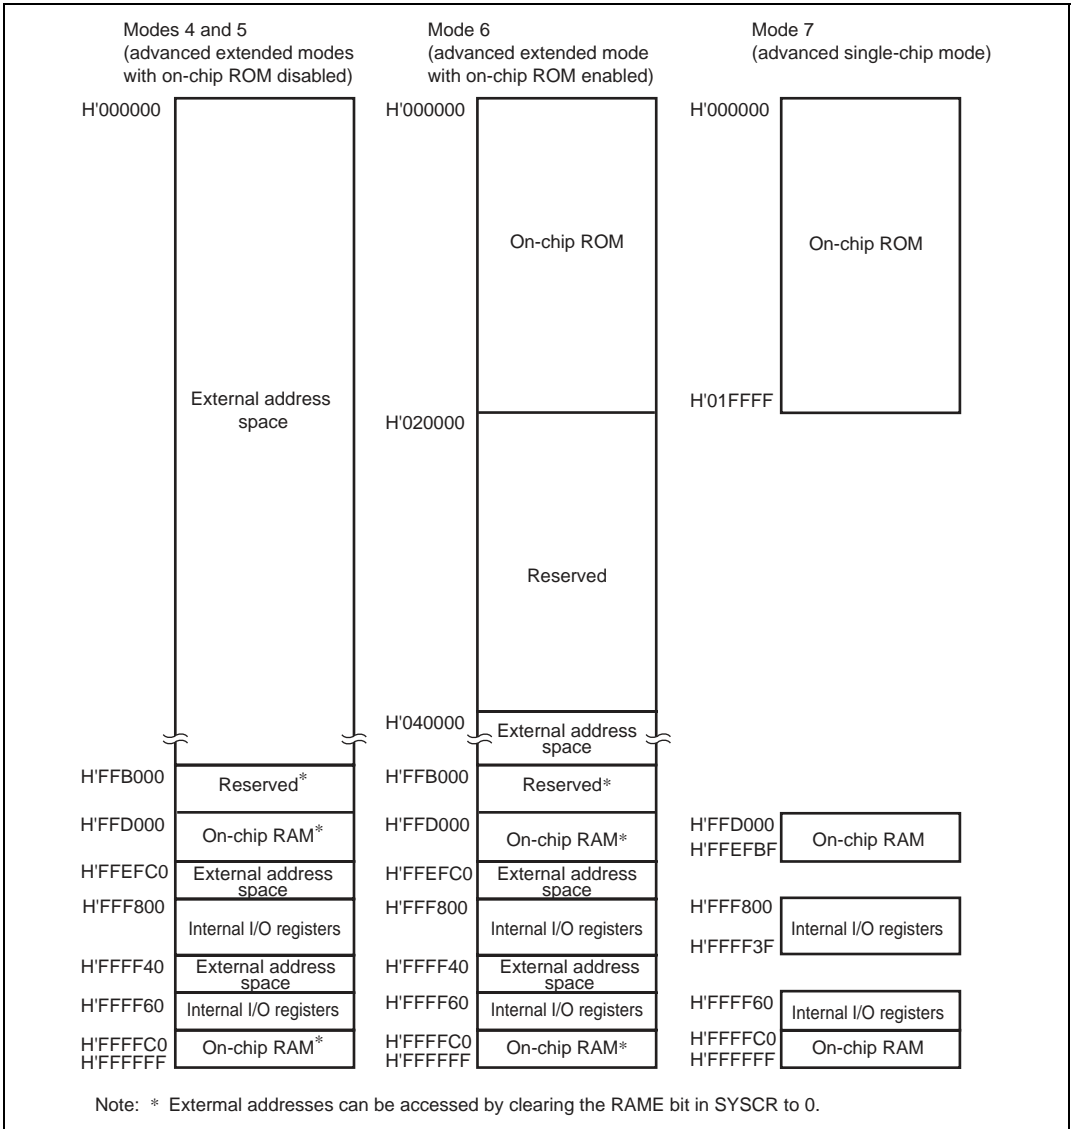 Modes 4 and 5
(advanced extended modes
with on-chip ROM disabled)
H'000000
External address
space
H'FFB000
Reserved*
H'FFD000
On-chip RAM*
H'FFEFC0
External address
space
H'FFF800
Internal I/O registers
H'FFFF40
External address
space
H'FFFF60
Internal I/O registers
H'FFFFC0
On-chip RAM*
H'FFFFFF
Mode 6
(advanced extended mode
with on-chip ROM enabled)
H'000000
On-chip ROM
H'020000
Reserved
H'040000
External address
space
H'FFB000
Reserved*
H'FFD000
On-chip RAM*
H'FFEFC0
External address
space
H'FFF800
Internal I/O registers
H'FFFF40
External address
space
H'FFFF60
Internal I/O registers
H'FFFFC0
On-chip RAM*
H'FFFFFF
Mode 7
(advanced single-chip mode)
H'000000
On-chip ROM
H'01FFFF
H'FFD000
On-chip RAM
H'FFEFBF
H'FFF800
Internal I/O registers
H'FFFF3F
H'FFFF60
Internal I/O registers
H'FFFFC0
On-chip RAM
H'FFFFFF
Note: * Extermal addresses can be accessed by clearing the RAME bit in SYSCR to 0.